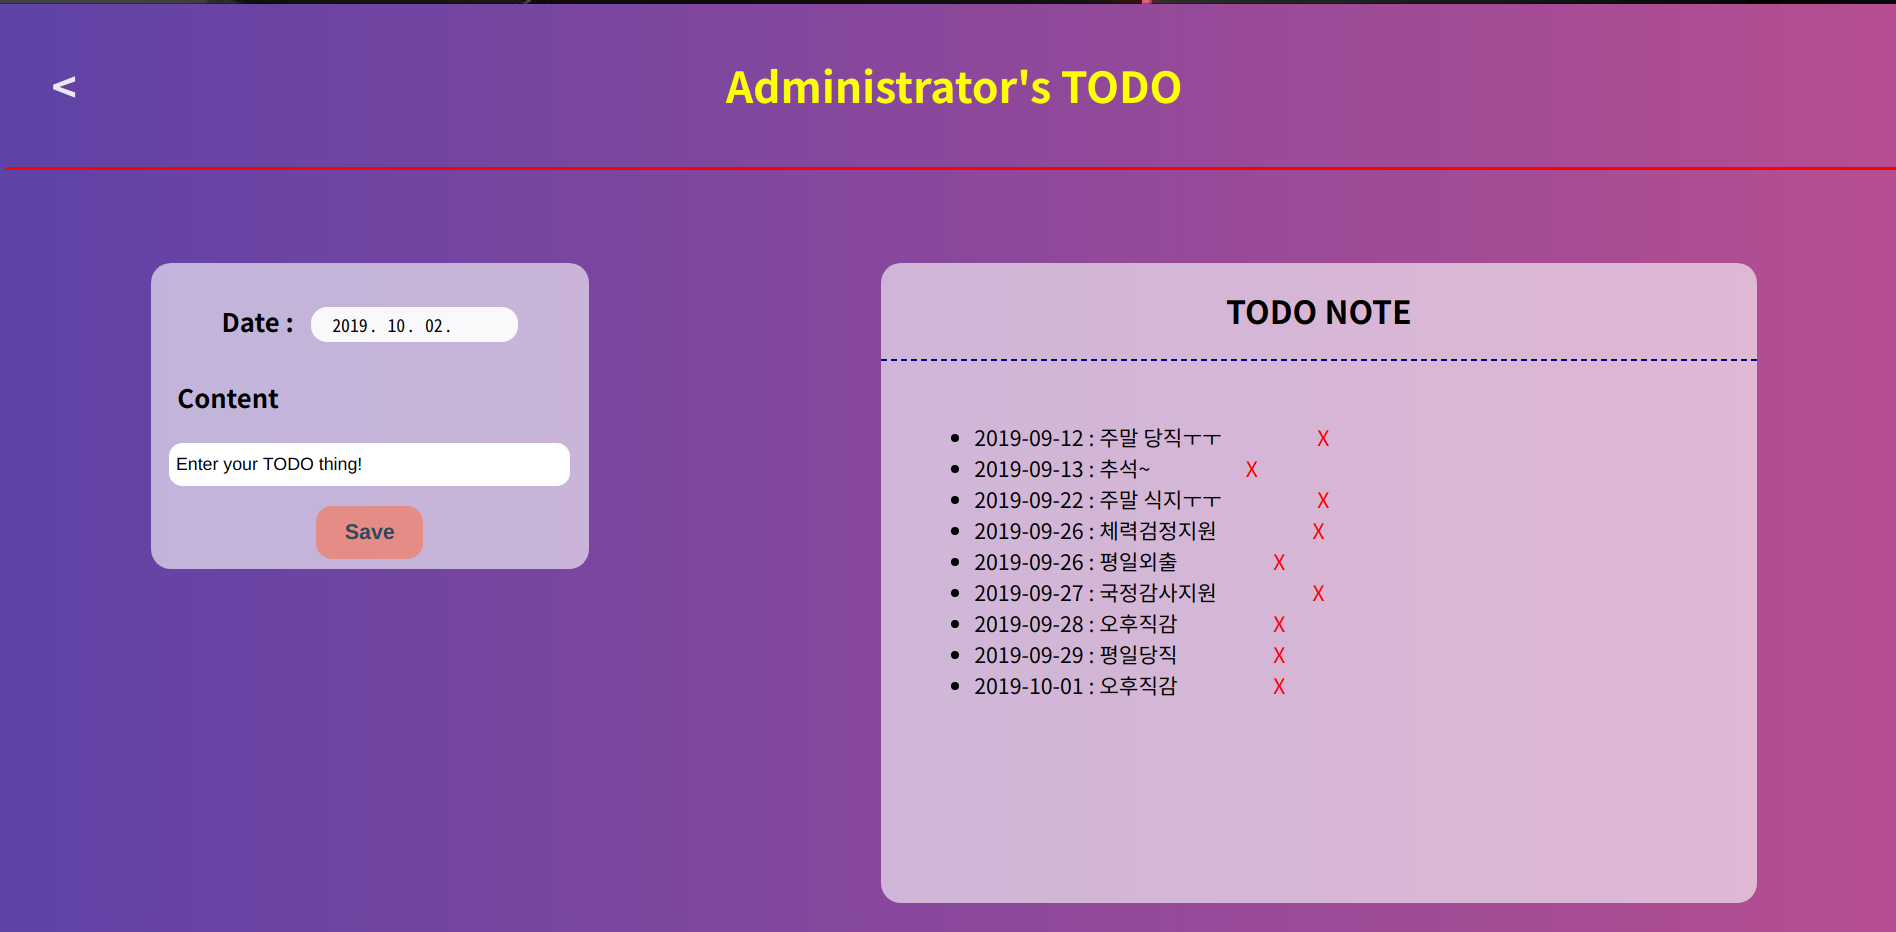 <
Administrator's TODO
Date : 2019. 10. 02.
Content
Enter your TODO thing!
Save
TODO NOTE
2019-09-12 : 주말 당직ㅜㅜ X
2019-09-13 : 추석~ X
2019-09-22 : 주말 식지ㅜㅜ X
2019-09-26 : 체력검정지원 X
2019-09-26 : 평일외출 X
2019-09-27 : 국정감사지원 X
2019-09-28 : 오후직감 X
2019-09-29 : 평일당직 X
2019-10-01 : 오후직감 X